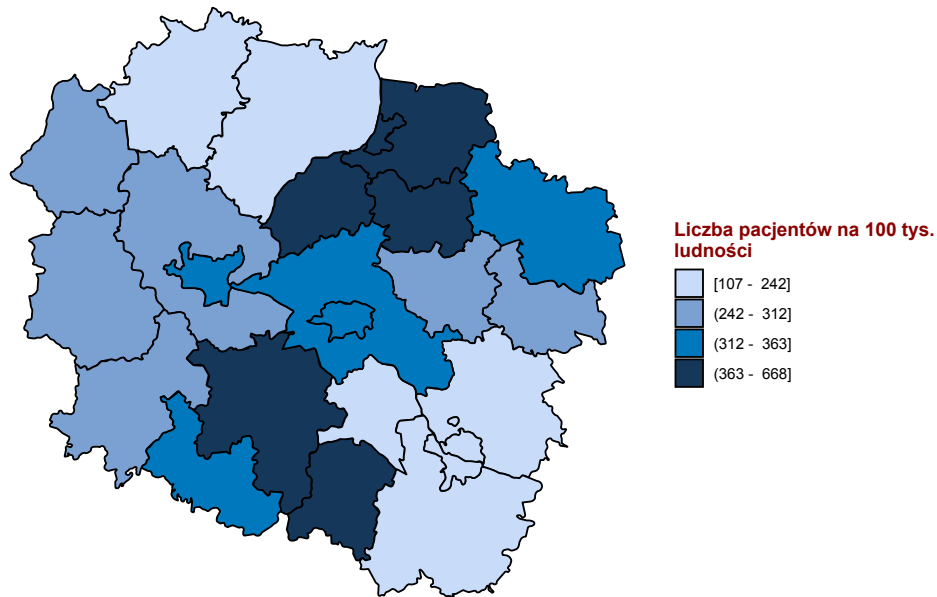 Liczba pacjentów na 100 tys.
ludności
[107 - 242]
(242 - 312]
(312 - 363]
(363 - 668]